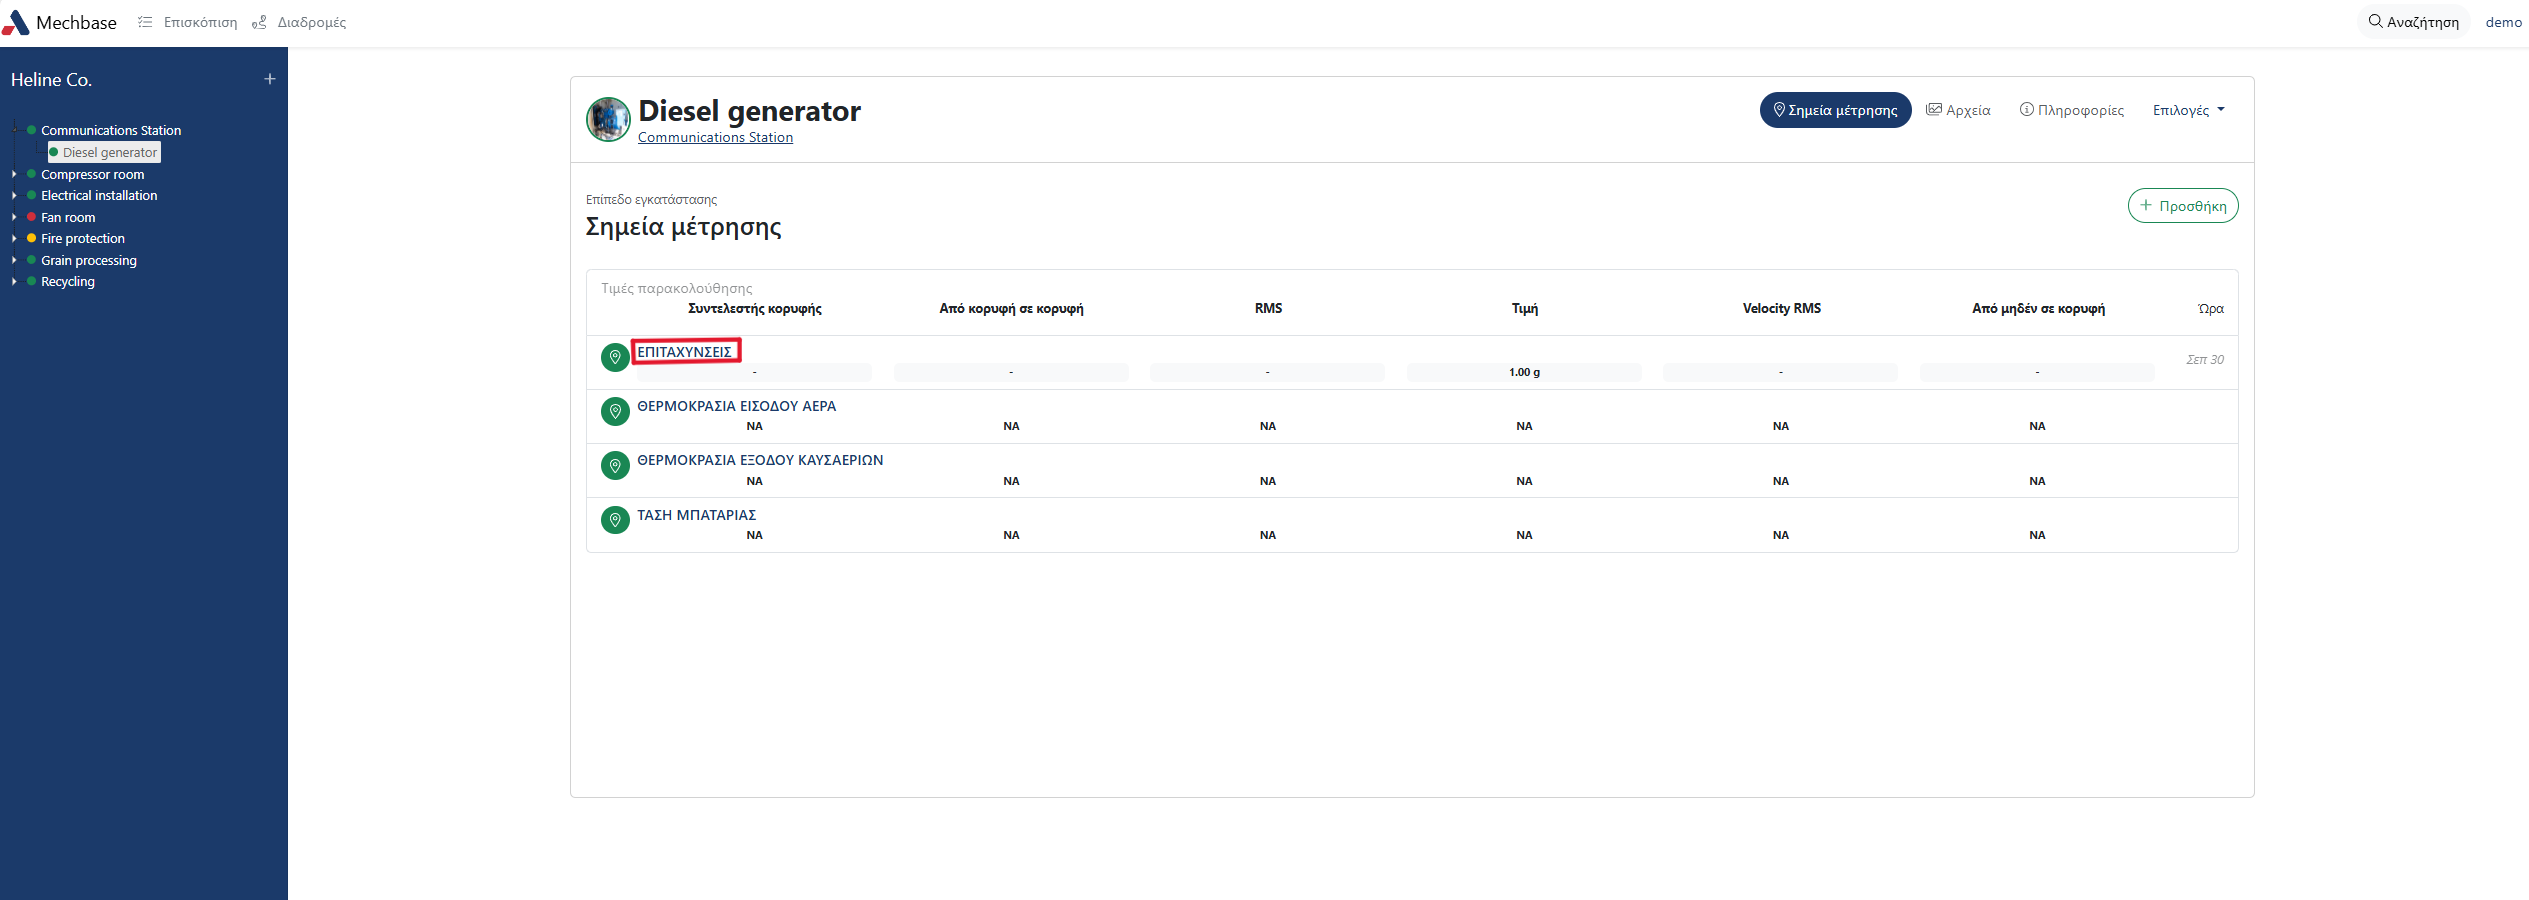 Mechbase Επισκόπιση Διαδρομές Αναζήτηση demo
Heline Co.
Communications Station
Diesel generator
Compressor room
Electrical installation
Fan room
Fire protection
Grain processing
Recycling
Diesel generator
Communications Station
Σημεία μέτρησης Αρχεία Πληροφορίες Επιλογές
Επίπεδο εγκατάστασης
Σημεία μέτρησης
+ Προσθήκη
Τιμές παρακολούθησης
Συντελεστής κορυφής Από κορυφή σε κορυφή RMS Τιμή Velocity RMS Από μηδέν σε κορυφή Ώρα
ΕΠΙΤΑΧΥΝΣΕΙΣ
- - - 1.00 g - - Σεπ 30
ΘΕΡΜΟΚΡΑΣΙΑ ΕΙΣΟΔΟΥ ΑΕΡΑ
NA NA NA NA NA NA
ΘΕΡΜΟΚΡΑΣΙΑ ΕΞΟΔΟΥ ΚΑΥΣΑΕΡΙΩΝ
NA NA NA NA NA NA
ΤΑΣΗ ΜΠΑΤΑΡΙΑΣ
NA NA NA NA NA NA